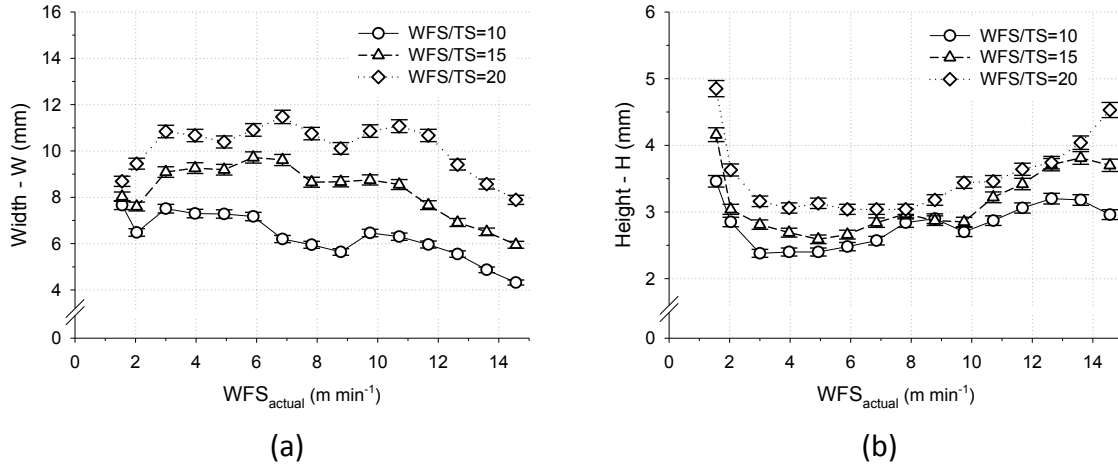 16
14
12
10
8
6
4
0
0 2 4 6 8 10 12 14
Width - W (mm)
WFS/TS=10
WFS/TS=15
WFS/TS=20
WFSactual (m min-1)
(a)
6
5
4
3
2
0
0 2 4 6 8 10 12 14
Height - H (mm)
WFS/TS=10
WFS/TS=15
WFS/TS=20
WFSactual (m min-1)
(b)